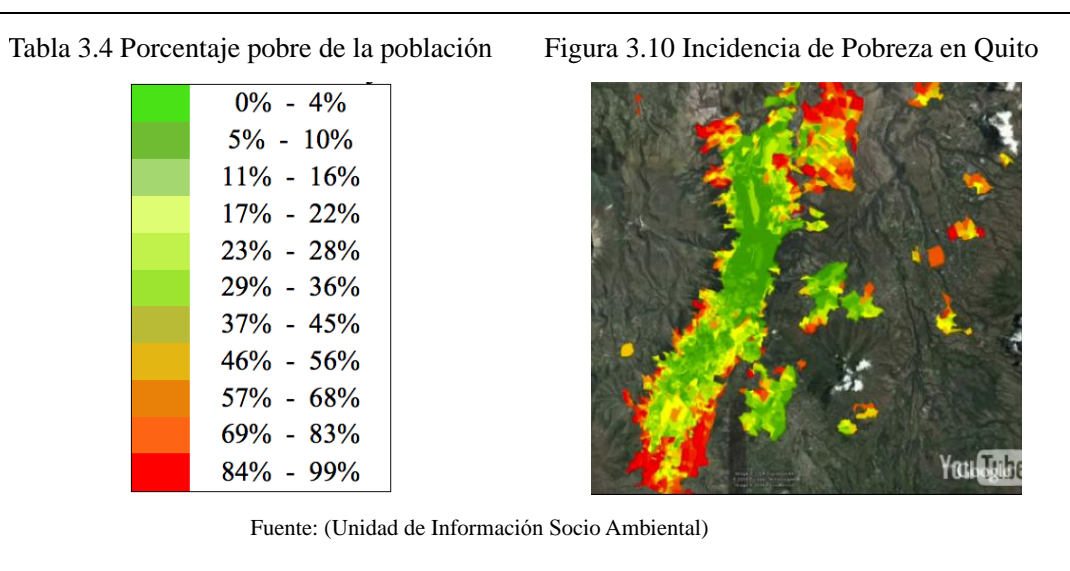 Tabla 3.4 Porcentaje pobre de la población
0% - 4%
5% - 10%
11% - 16%
17% - 22%
23% - 28%
29% - 36%
37% - 45%
46% - 56%
57% - 68%
69% - 83%
84% - 99%
Figura 3.10 Incidencia de Pobreza en Quito
YouTube
Google
Fuente: (Unidad de Información Socio Ambiental)